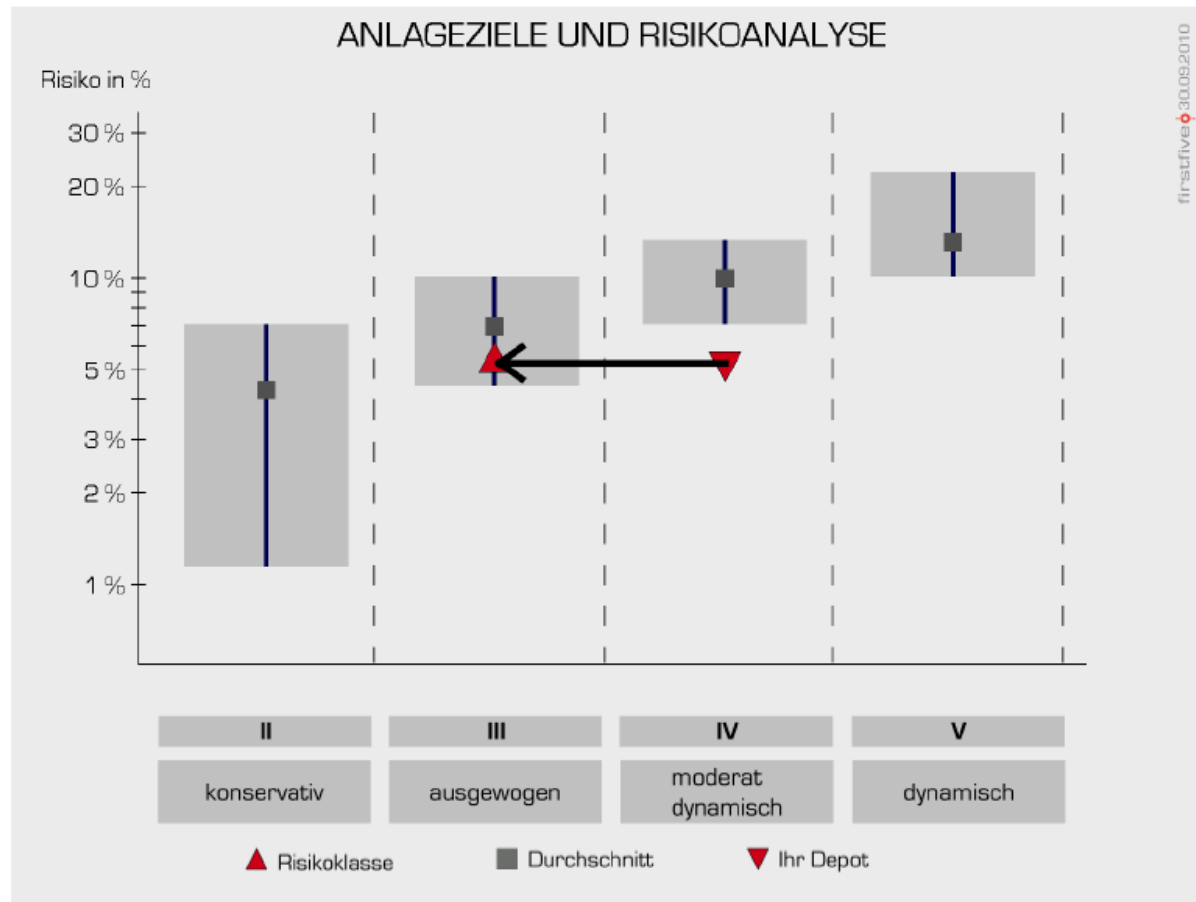 ANLAGEZIELE UND RISIKOANALYSE
firstfive 30.09.2010
Risiko in %
30 %
20 %
10 %
5 %
3 %
2 %
1 %
II III IV V
konservativ ausgewogen moderat dynamisch dynamisch
Risikoklasse Durchschnitt Ihr Depot